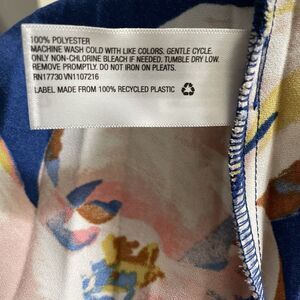 100% POLYESTER
MACHINE WASH COLD WITH LIKE COLORS. GENTLE CYCLE.
ONLY NON-CHLORINE BLEACH IF NEEDED. TUMBLE DRY LOW.
REMOVE PROMPTLY. DO NOT IRON ON PLEATS.
RN17730 VN1107216
LABEL MADE FROM 100% RECYCLED PLASTIC